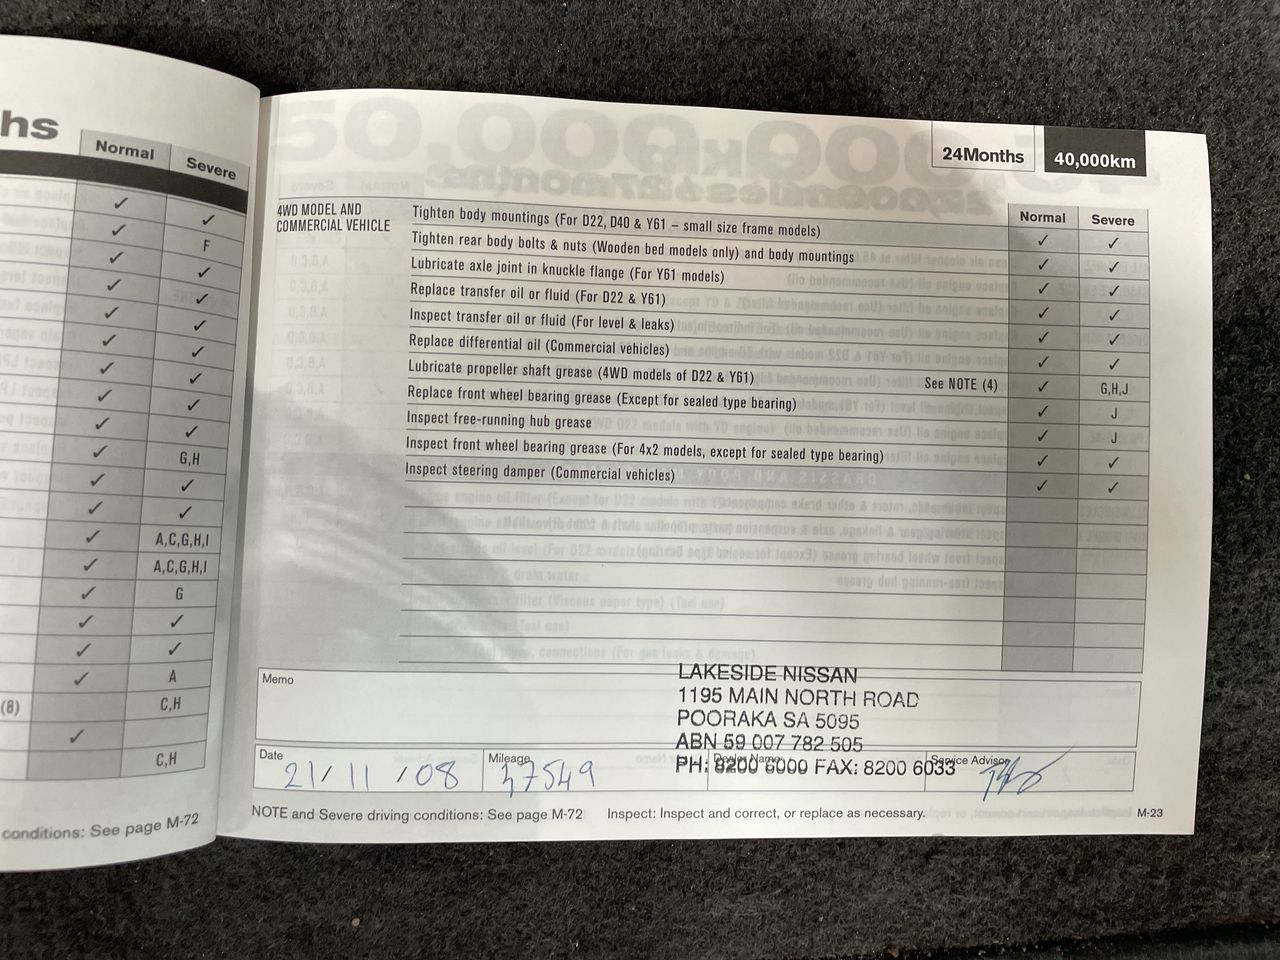 hs
Normal Severe
✓ ✓
✓ F
✓ ✓
✓ ✓
✓ ✓
✓ ✓
✓ ✓
✓ ✓
✓ ✓
✓ G,H
✓ ✓
✓ ✓
✓ A,C,G,H,I
✓ A,C,G,H,I
✓ G
✓ ✓
✓ ✓
✓ A
(8) C,H
✓
C,H
conditions: See page M-72
24Months 40,000km
Normal Severe
4WD MODEL AND
COMMERCIAL VEHICLE
Tighten body mountings (For D22, D40 & Y61 – small size frame models) ✓ ✓
Tighten rear body bolts & nuts (Wooden bed models only) and body mountings ✓ ✓
Lubricate axle joint in knuckle flange (For Y61 models) ✓ ✓
Replace transfer oil or fluid (For D22 & Y61) ✓ ✓
Inspect transfer oil or fluid (For level & leaks) ✓ ✓
Replace differential oil (Commercial vehicles) ✓ ✓
Lubricate propeller shaft grease (4WD models of D22 & Y61) See NOTE (4) ✓ G,H,J
Replace front wheel bearing grease (Except for sealed type bearing) ✓ J
Inspect free-running hub grease ✓ J
Inspect front wheel bearing grease (For 4x2 models, except for sealed type bearing) ✓ ✓
Inspect steering damper (Commercial vehicles) ✓ ✓
Memo
LAKESIDE NISSAN
1195 MAIN NORTH ROAD
POORAKA SA 5095
ABN 59 007 782 505
PH: 8200 6000 FAX: 8200 6033
Date 21/11/08 Mileage 37549 Dealer Name Service Advisor
NOTE and Severe driving conditions: See page M-72 Inspect: Inspect and correct, or replace as necessary. M-23